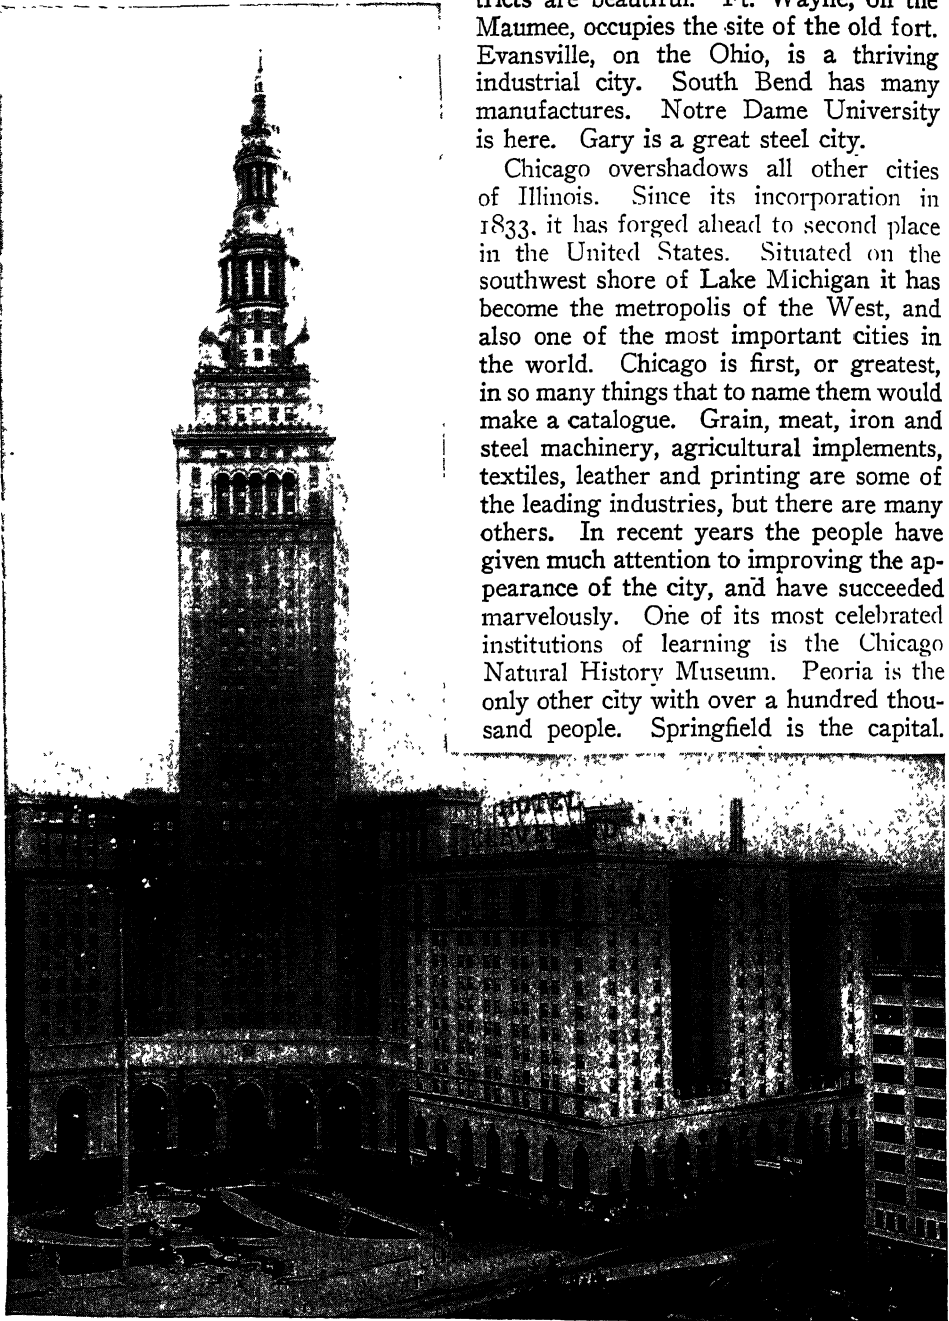 tricts are beautiful. Ft. Wayne, on the
Maumee, occupies the site of the old fort.
Evansville, on the Ohio, is a thriving
industrial city. South Bend has many
manufactures. Notre Dame University
is here. Gary is a great steel city.
Chicago overshadows all other cities
of Illinois. Since its incorporation in
1833, it has forged ahead to second place
in the United States. Situated on the
southwest shore of Lake Michigan it has
become the metropolis of the West, and
also one of the most important cities in
the world. Chicago is first, or greatest,
in so many things that to name them would
make a catalogue. Grain, meat, iron and
steel machinery, agricultural implements,
textiles, leather and printing are some of
the leading industries, but there are many
others. In recent years the people have
given much attention to improving the ap-
pearance of the city, and have succeeded
marvelously. One of its most celebrated
institutions of learning is the Chicago
Natural History Museum. Peoria is the
only other city with over a hundred thou-
sand people. Springfield is the capital.
HOTEL